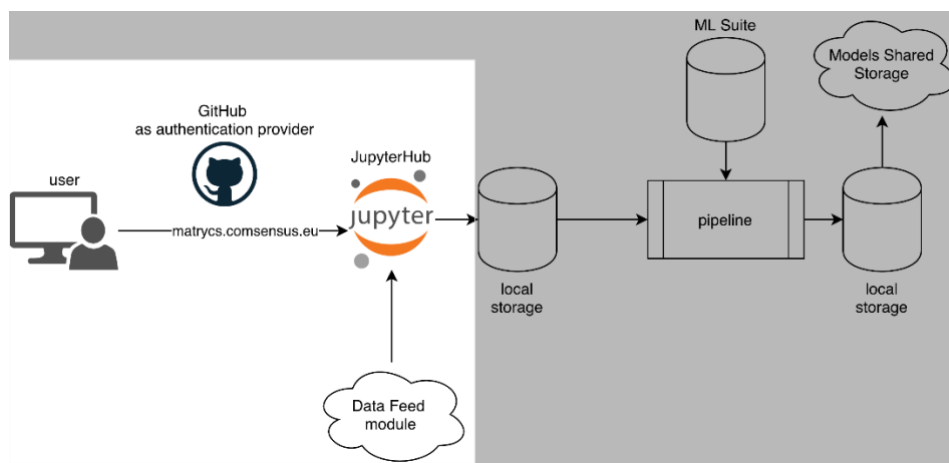 ML Suite
Models Shared
Storage
GitHub
as authentication provider
JupyterHub
user
jupyter
pipeline
matrycs.comsensus.eu
local
storage
local
storage
Data Feed
module